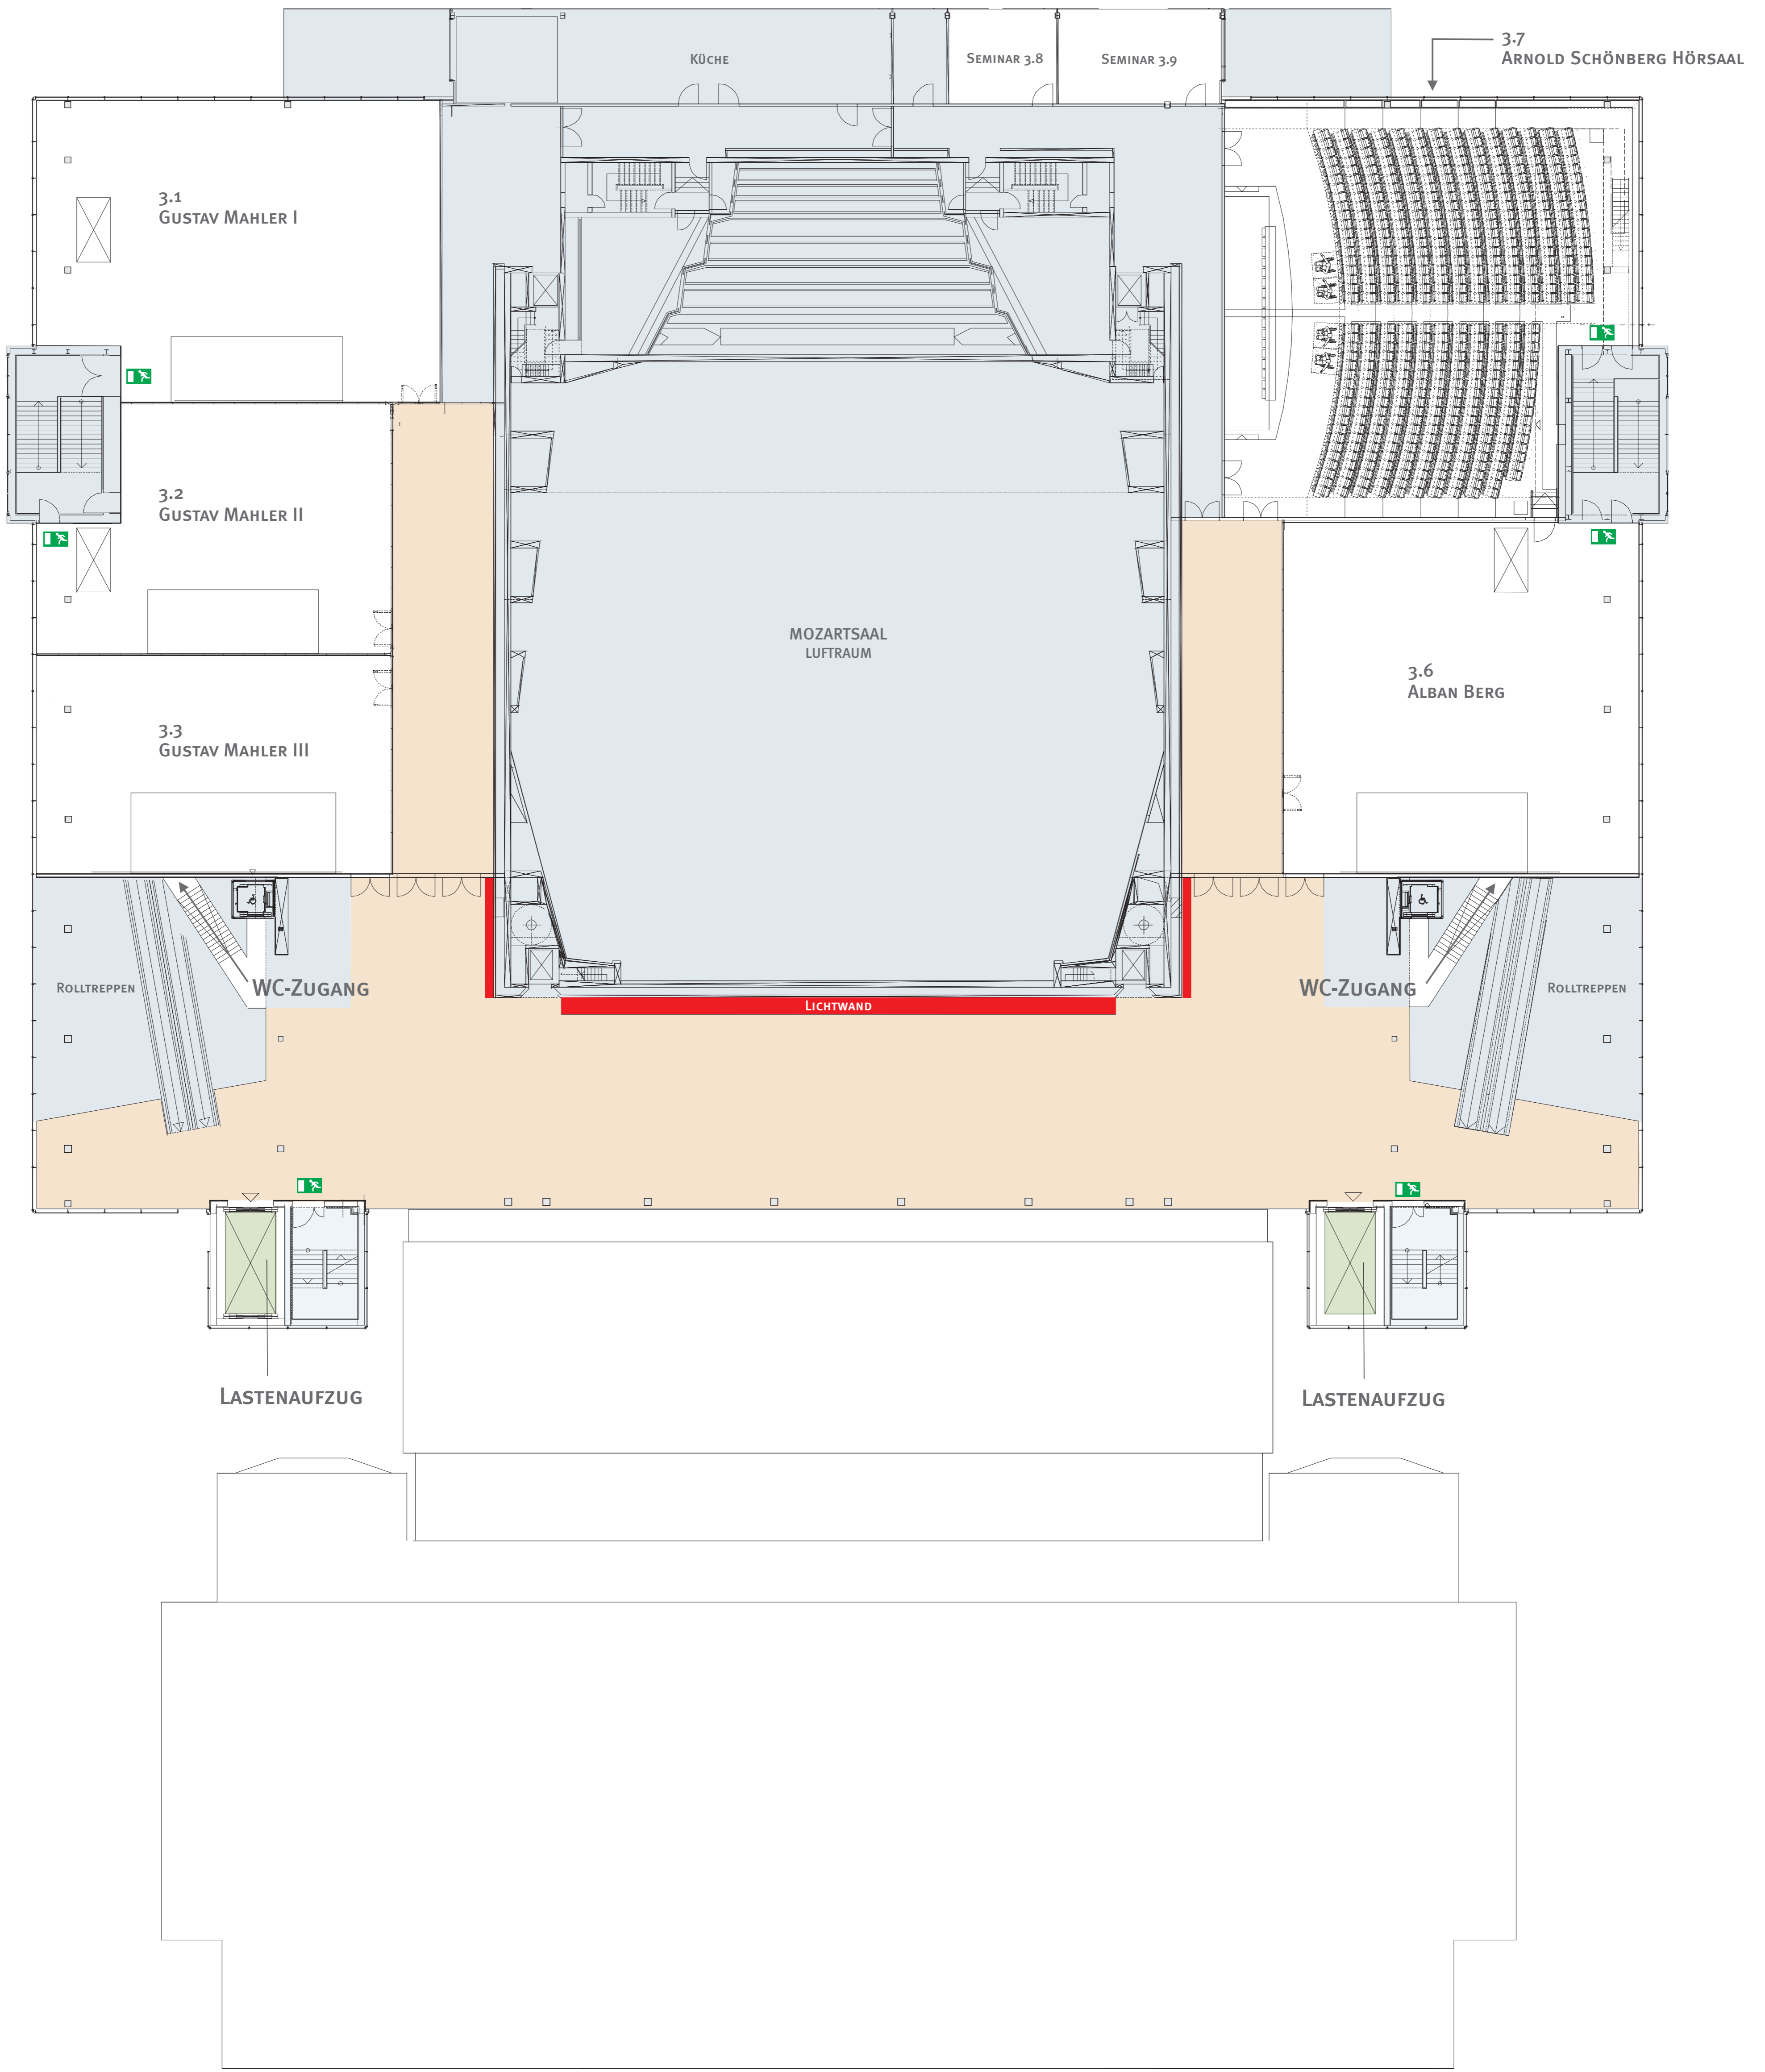 Küche
Seminar 3.8
Seminar 3.9
3.7
Arnold Schönberg Hörsaal
3.1
Gustav Mahler I
3.2
Gustav Mahler II
MOZARTSAAL
LUFTRAUM
3.6
Alban Berg
3.3
Gustav Mahler III
Rolltreppen
WC-Zugang
Lichtwand
WC-Zugang
Rolltreppen
Lastenaufzug
Lastenaufzug